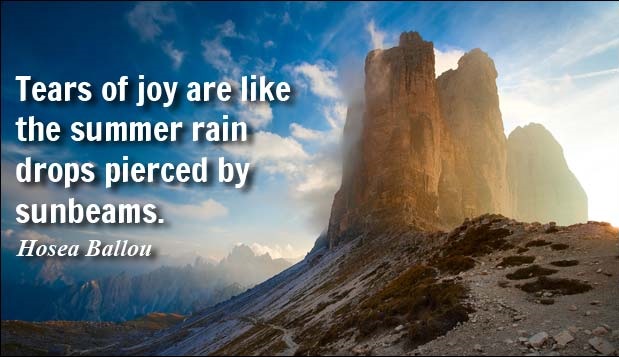 Tears of joy are like
the summer rain
drops pierced by
sunbeams.
Hosea Ballou